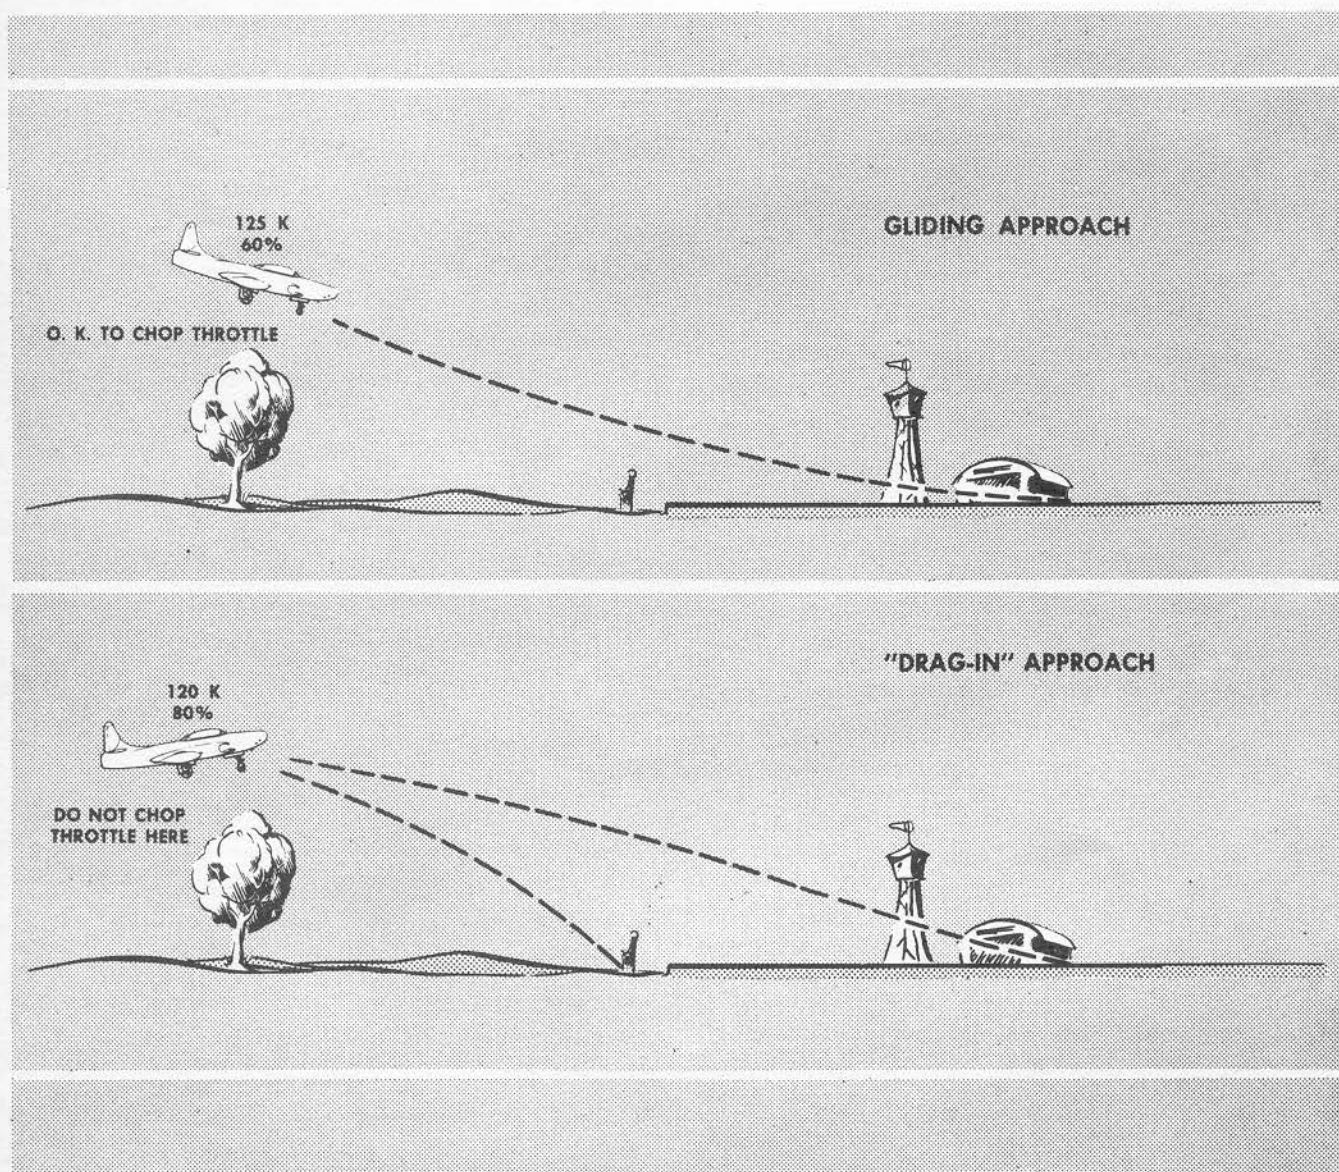 125 K
60%
GLIDING APPROACH
O. K. TO CHOP THROTTLE
"DRAG-IN" APPROACH
120 K
80%
DO NOT CHOP
THROTTLE HERE